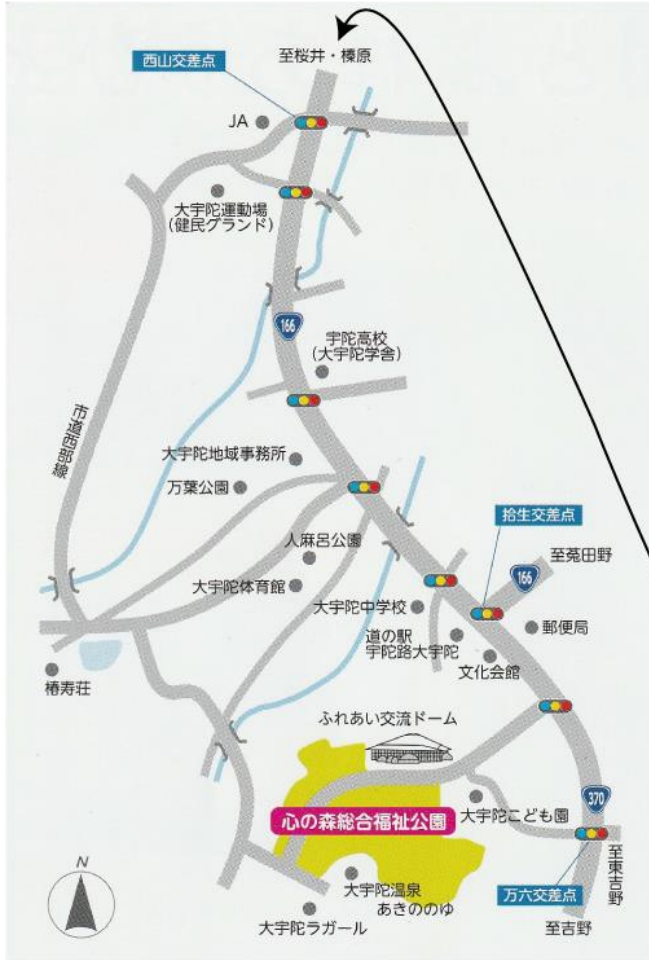 至桜井・榛原
西山交差点
JA
大宇陀運動場
(健民グランド)
166
宇陀高校
(大宇陀学舎)
市道西部線
大宇陀地域事務所
万葉公園
拾生交差点
至菟田野
166
人麻呂公園
大宇陀体育館
大宇陀中学校
郵便局
道の駅
宇陀路大宇陀
文化会館
椿寿荘
ふれあい交流ドーム
370
心の森総合福祉公園
大宇陀こども園
至東吉野
N
大宇陀温泉
あきののゆ
万六交差点
大宇陀ラガール
至吉野